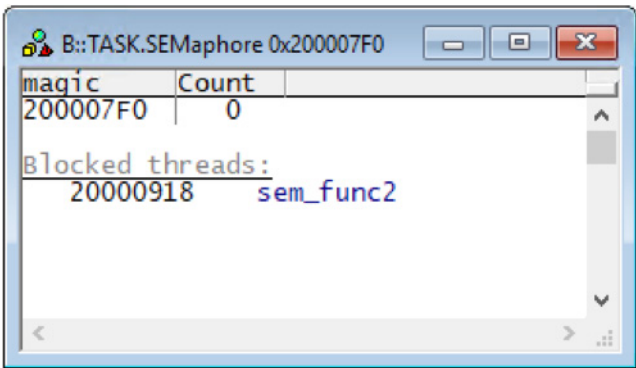 B::TASK.SEMaphore 0x200007F0
magic Count
200007F0 0
Blocked threads:
20000918 sem_func2